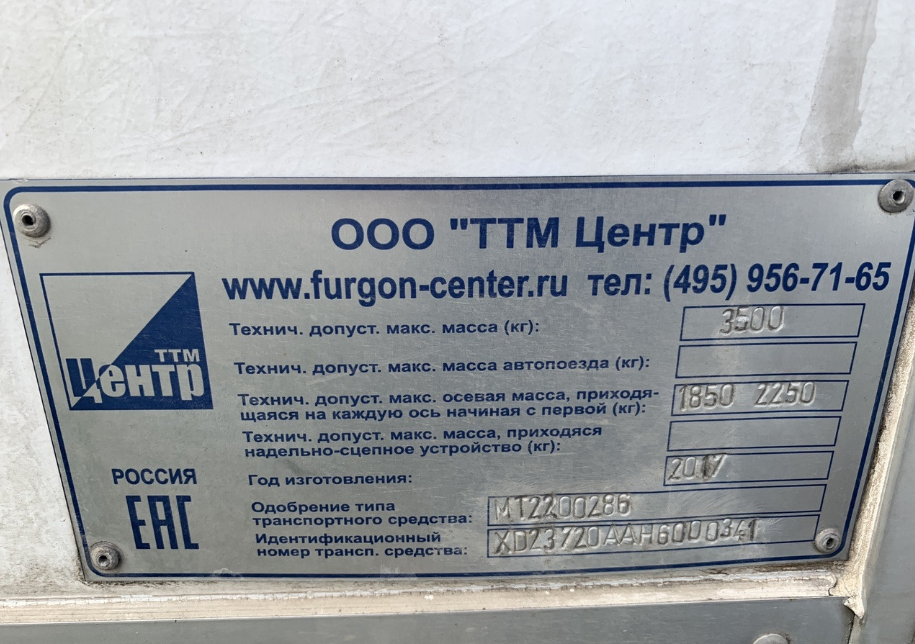 ООО "ТТМ Центр"
www.furgon-center.ru тел: (495) 956-71-65
ТТМ
Центр
Технич. допуст. макс. масса (кг): 3500
Технич. допуст. макс. масса автопоезда (кг):
Технич. допуст. макс. осевая масса, приходя-
щаяся на каждую ось начиная с первой (кг): 1850 2250
Технич. допуст. макс. масса, приходяся
надельно-сцепное устройство (кг):
РОССИЯ
ЕАС
Год изготовления: 2017
Одобрение типа
транспортного средства: МТ2200286
Идентификационный
номер трансп. средства: XD23720AAH6000341